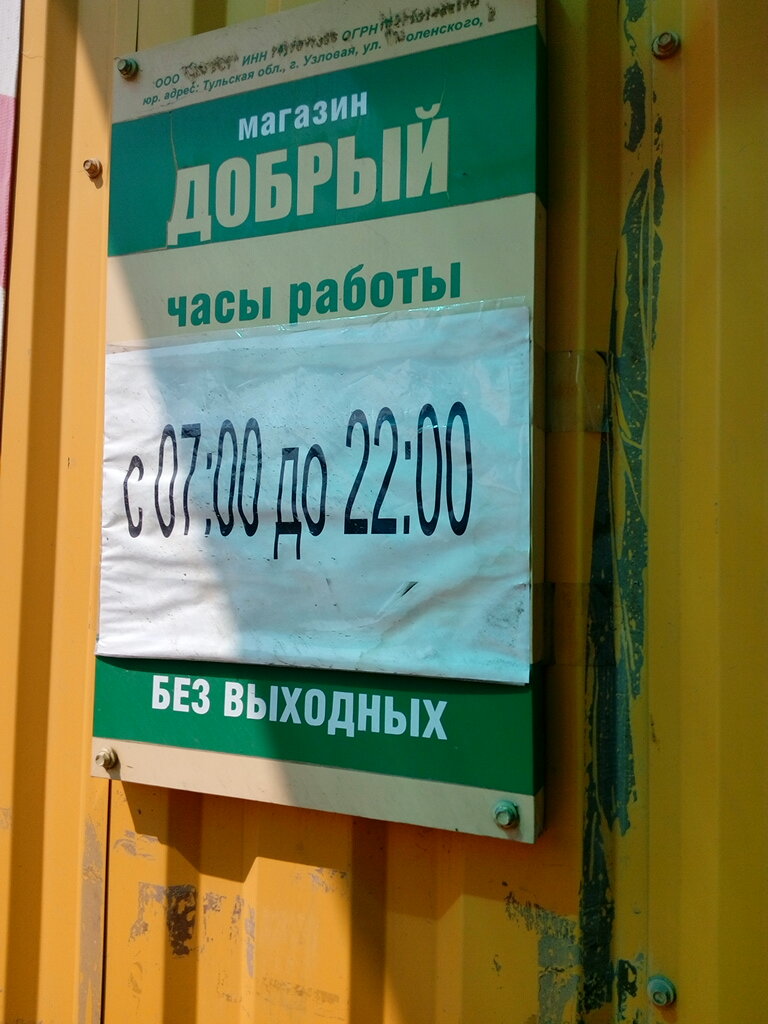 ООО ИНН ОГРН
юр. адрес: Тульская обл., г. Узловая, ул.
магазин
ДОБРЫЙ
часы работы
с 07:00 до 22:00
БЕЗ ВЫХОДНЫХ